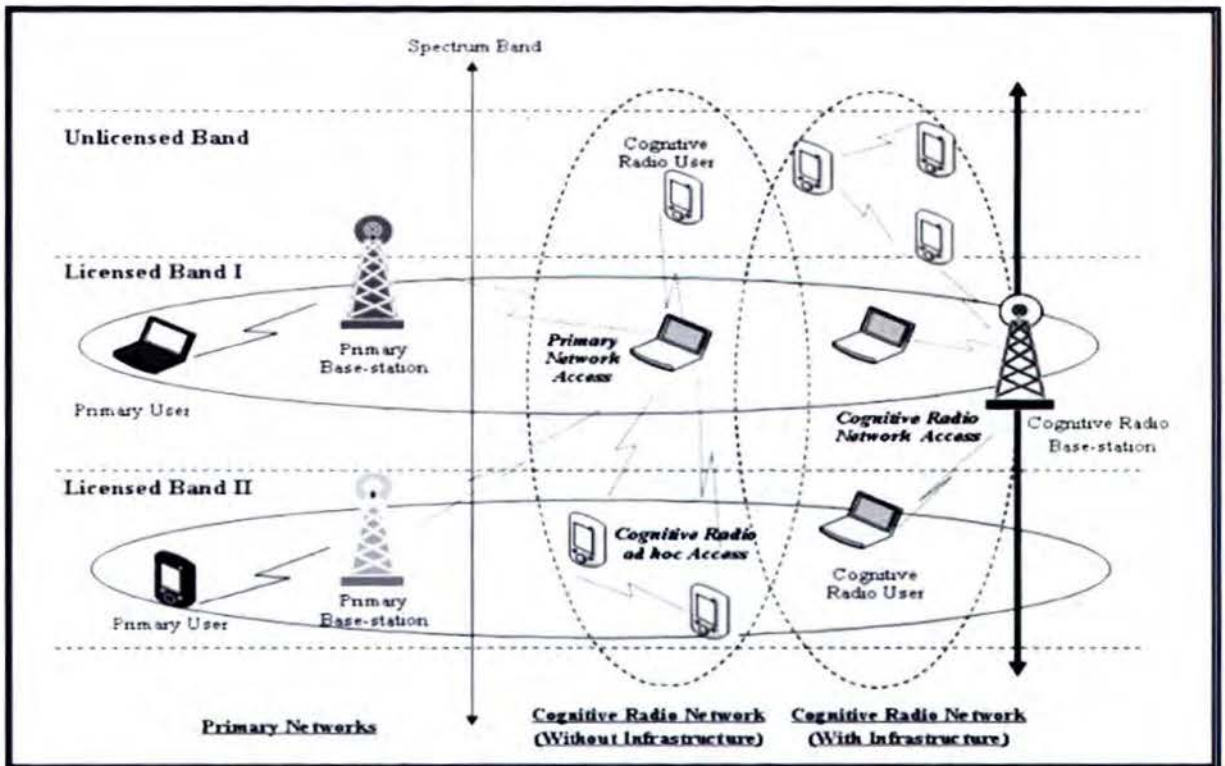 Spectrum Band
Unlicensed Band
Cognitive
Radio User
Licensed Band I
Primary
Base-station
Primary User
Primary
Network
Access
Cognitive Radio
Network Access
Cognitive Radio
Base-station
Licensed Band II
Primary
Base-station
Primary User
Cognitive Radio
ad hoc Access
Cognitive
Radio User
Primary Networks
Cognitive Radio Network
(Without Infrastructure)
Cognitive Radio Network
(With Infrastructure)